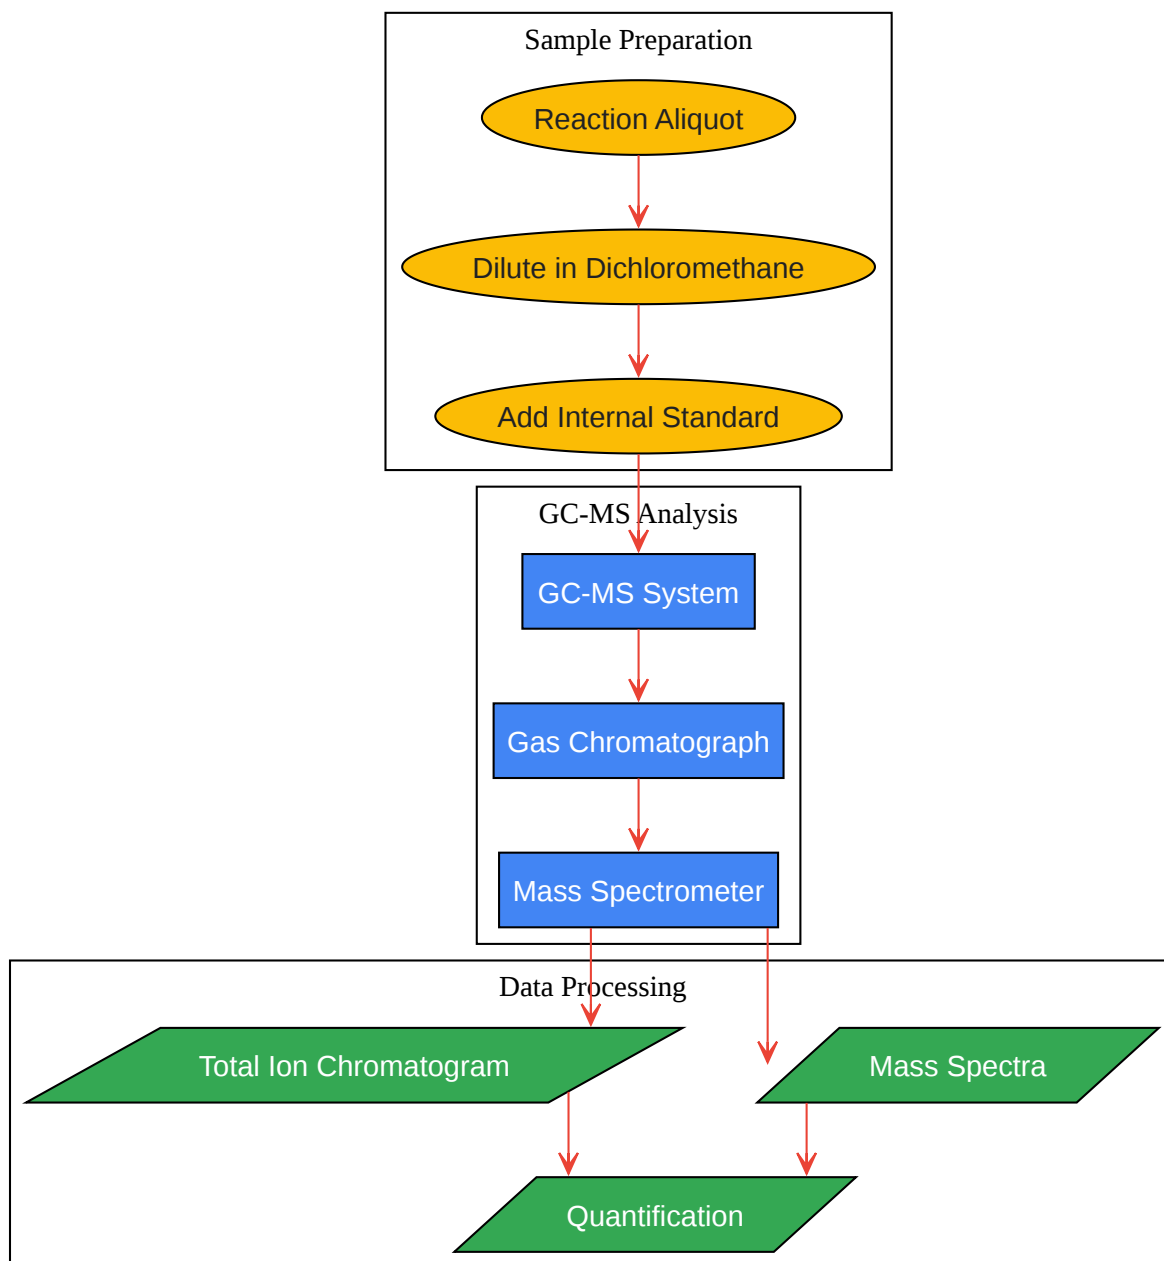 Sample Preparation
Reaction Aliquot
Dilute in Dichloromethane
Add Internal Standard
GC-MS Analysis
GC-MS System
Gas Chromatograph
Mass Spectrometer
Data Processing
Total Ion Chromatogram
Mass Spectra
Quantification